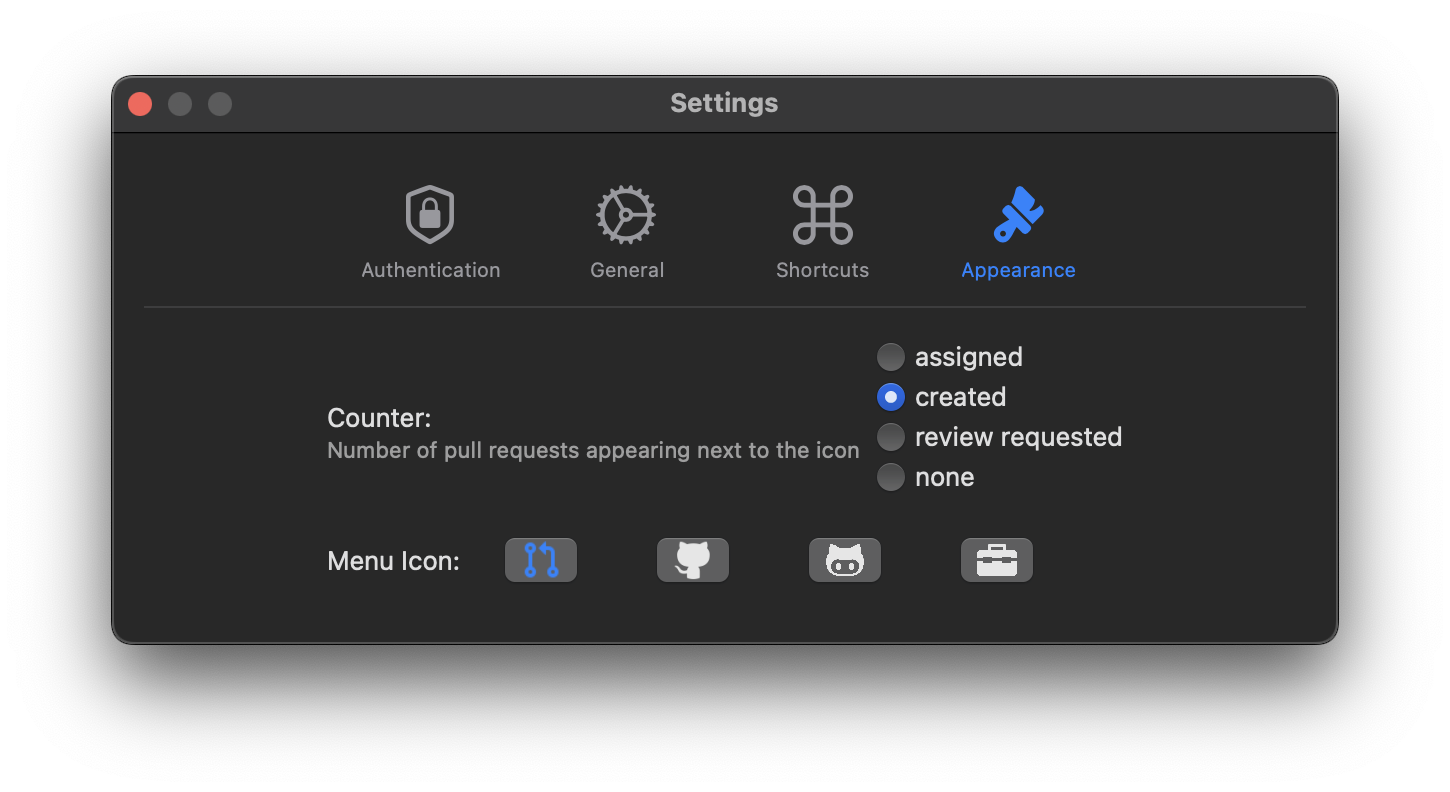 Settings
Authentication
General
Shortcuts
Appearance
assigned
created
Counter:
review requested
Number of pull requests appearing next to the icon
none
Menu Icon: